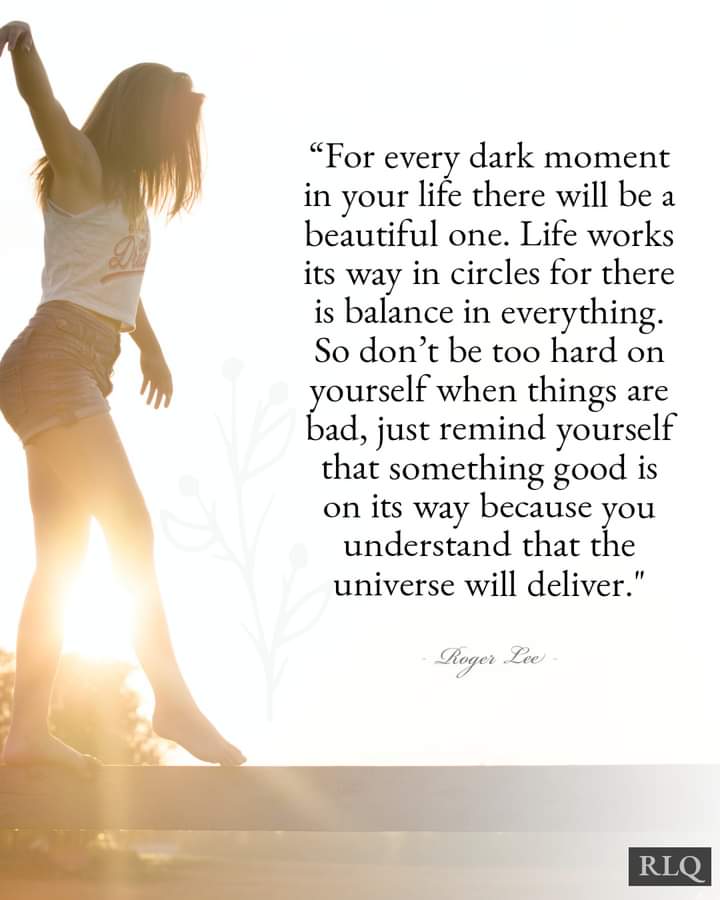 “For every dark moment
in your life there will be a
beautiful one. Life works
its way in circles for there
is balance in everything.
So don’t be too hard on
yourself when things are
bad, just remind yourself
that something good is
on its way because you
understand that the
universe will deliver."
- Roger Lee -
RLQ